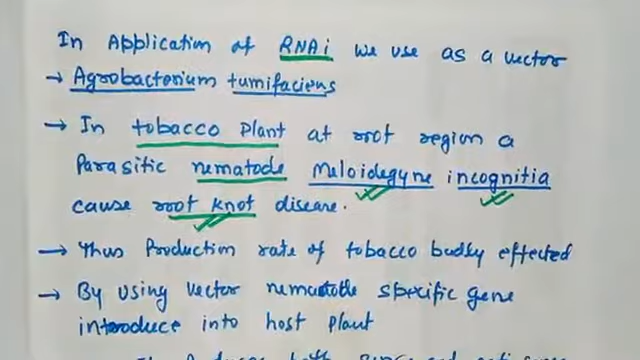 In Application of RNAi we use as a vector
→ Agrobacterium tumifaciens
→ In tobacco plant at root region a
Parasitic nematode Meloidegyne incognitia
cause root knot disease.
→ Thus Production rate of tobacco badly effected
→ By using vector nematode specific gene
introduce into host plant